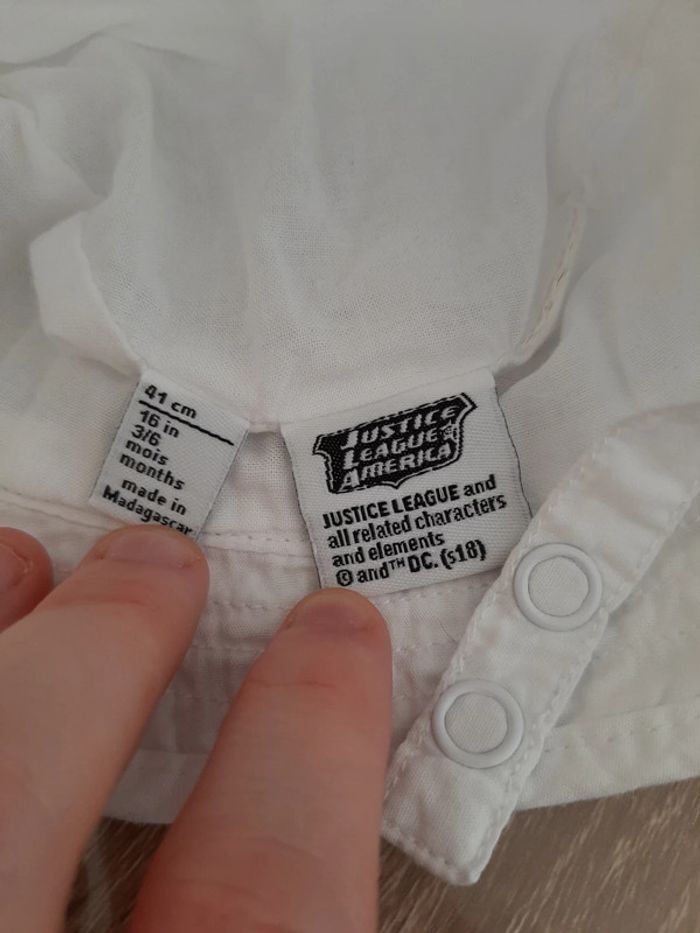 41 cm
16 in
3/6
mois
months
made in
Madagascar
JUSTICE
LEAGUE OF
AMERICA
JUSTICE LEAGUE and
all related characters
and elements
© and™ DC. (s18)